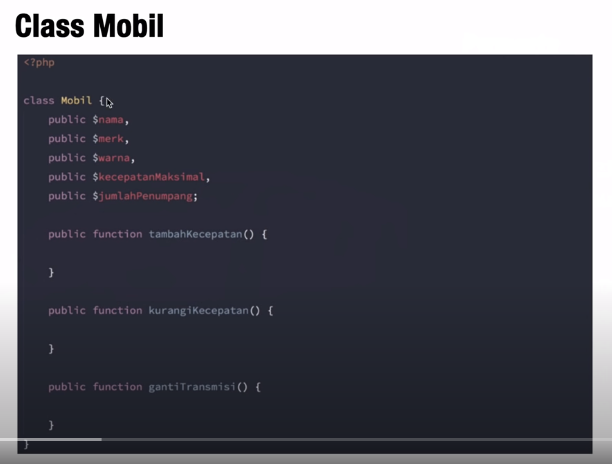 Class Mobil
<?php
class Mobil {
public $nama,
public $merk,
public $warna,
public $kecepatanMaksimal,
public $jumlahPenumpang;
public function tambahKecepatan() {
}
public function kurangiKecepatan() {
}
public function gantiTransmisi() {
}
}